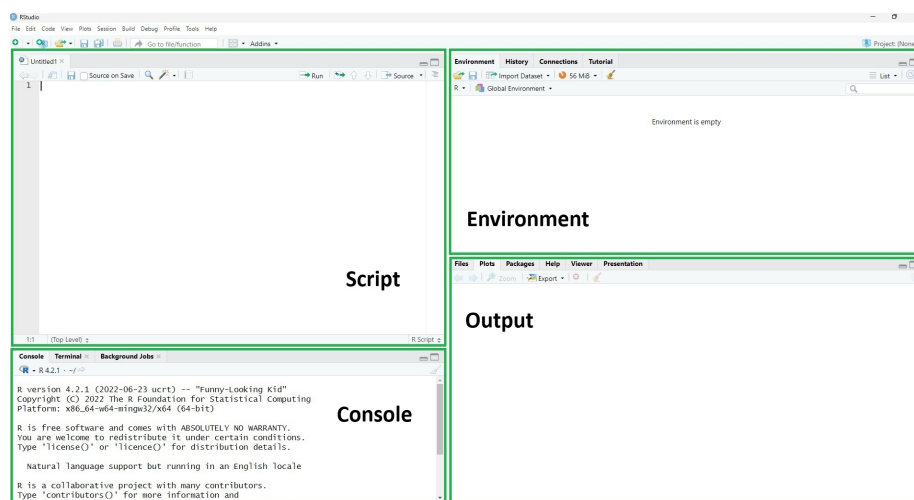 RStudio
File Edit Code View Plots Session Build Debug Profile Tools Help
Go to file/function Addins
Project: (None
Untitled1
Source on Save Run Source
1
Script
1:1 (Top Level) R Script
Console Terminal Background Jobs
R 4.2.1 · ~/
R version 4.2.1 (2022-06-23 ucrt) -- "Funny-Looking Kid"
Copyright (C) 2022 The R Foundation for Statistical Computing
Platform: x86_64-w64-mingw32/x64 (64-bit)
Console
R is free software and comes with ABSOLUTELY NO WARRANTY.
You are welcome to redistribute it under certain conditions.
Type 'license()' or 'licence()' for distribution details.
Natural language support but running in an English locale
R is a collaborative project with many contributors.
Type 'contributors()' for more information and
Environment History Connections Tutorial
Import Dataset 56 MiB List
R Global Environment
Environment is empty
Environment
Files Plots Packages Help Viewer Presentation
Zoom Export
Output